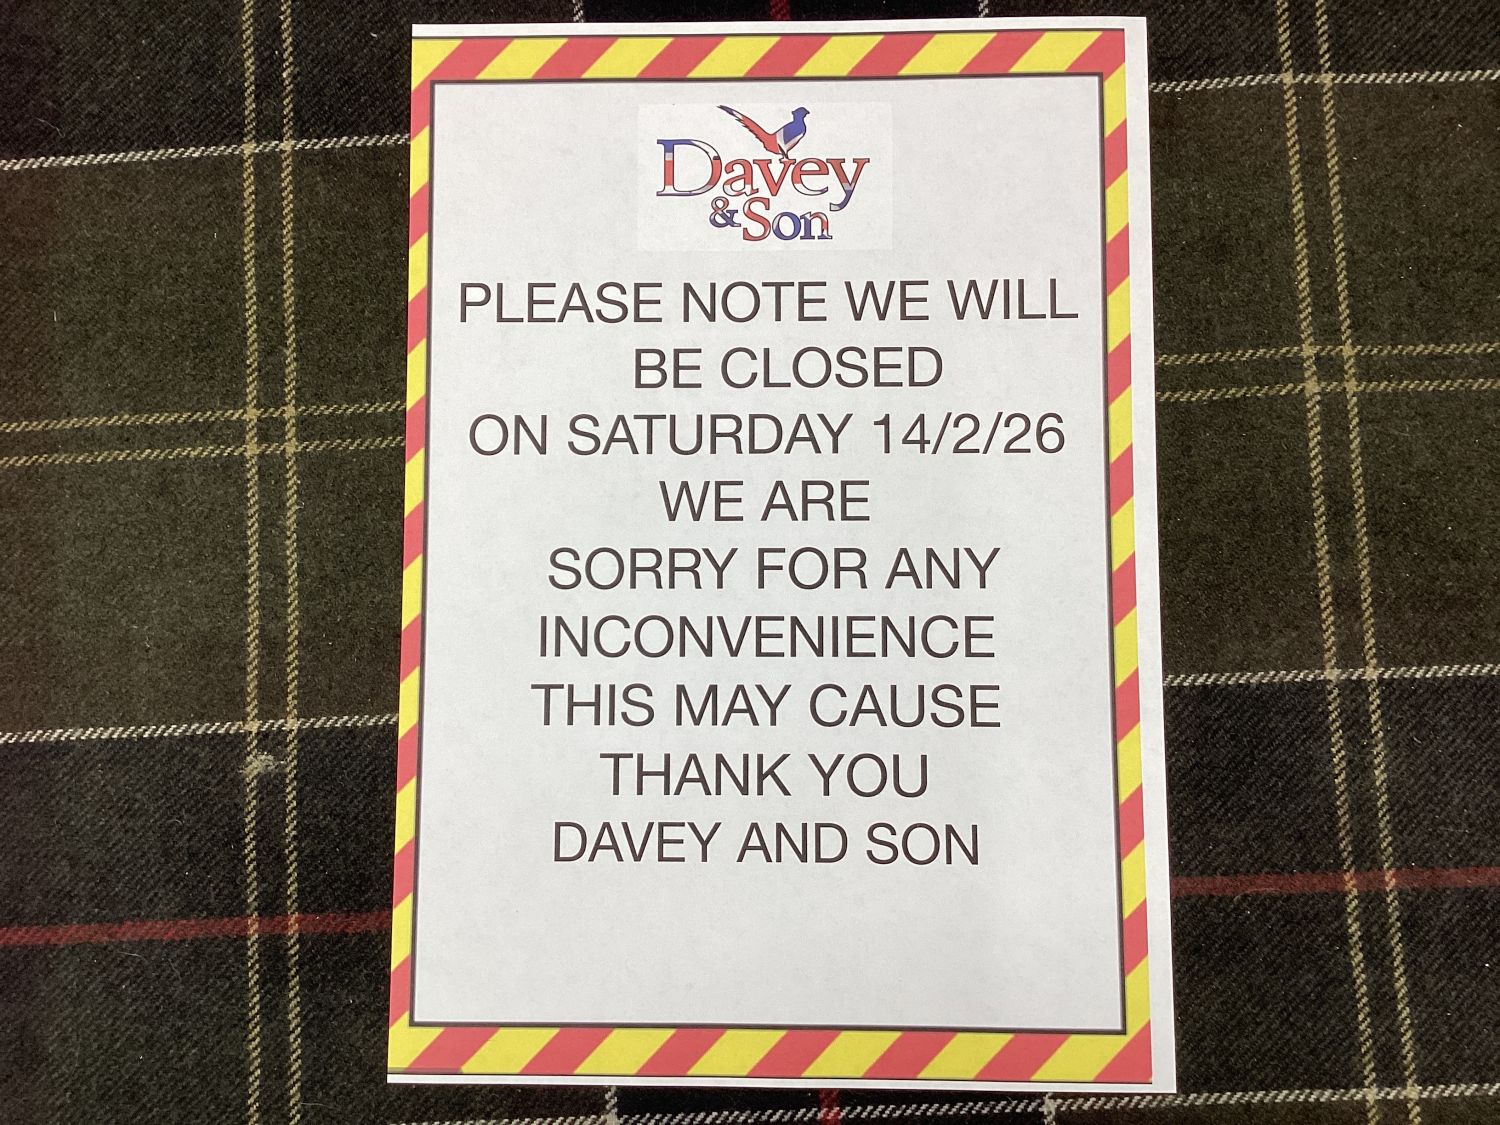 Davey
& Son
PLEASE NOTE WE WILL
BE CLOSED
ON SATURDAY 14/2/26
WE ARE
SORRY FOR ANY
INCONVENIENCE
THIS MAY CAUSE
THANK YOU
DAVEY AND SON